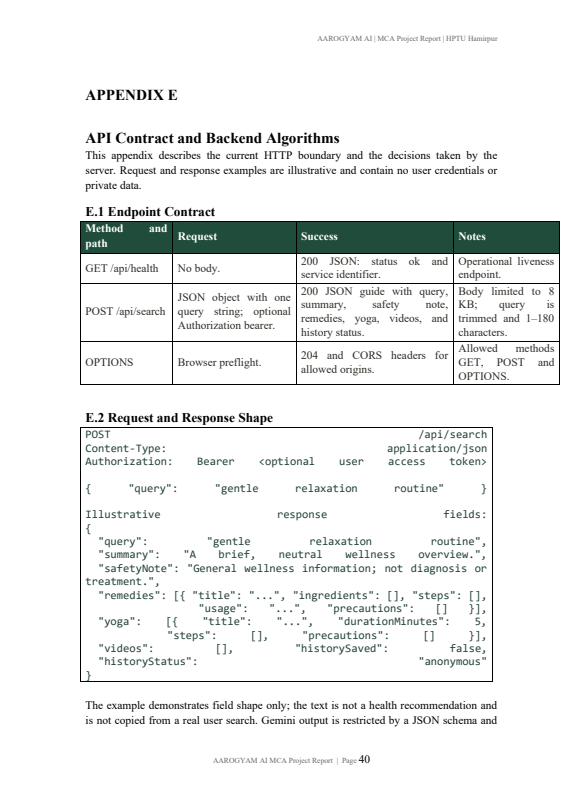 AAROGYAM AI | MCA Project Report | HPTU Hamirpur
APPENDIX E
API Contract and Backend Algorithms
This appendix describes the current HTTP boundary and the decisions taken by the
server. Request and response examples are illustrative and contain no user credentials or
private data.
E.1 Endpoint Contract
Method and path | Request | Success | Notes
GET /api/health | No body. | 200 JSON: status ok and service identifier. | Operational liveness endpoint.
POST /api/search | JSON object with one query string; optional Authorization bearer. | 200 JSON guide with query, summary, safety note, remedies, yoga, videos, and history status. | Body limited to 8 KB; query is trimmed and 1–180 characters.
OPTIONS | Browser preflight. | 204 and CORS headers for allowed origins. | Allowed methods GET, POST and OPTIONS.
E.2 Request and Response Shape
POST /api/search
Content-Type: application/json
Authorization: Bearer <optional user access token>
{ "query": "gentle relaxation routine" }
Illustrative response fields:
{
"query": "gentle relaxation routine",
"summary": "A brief, neutral wellness overview.",
"safetyNote": "General wellness information; not diagnosis or
treatment.",
"remedies": [{ "title": "...", "ingredients": [], "steps": [],
"usage": "...", "precautions": [] }],
"yoga": [{ "title": "...", "durationMinutes": 5,
"steps": [], "precautions": [] }],
"videos": [], "historySaved": false,
"historyStatus": "anonymous"
}
The example demonstrates field shape only; the text is not a health recommendation and
is not copied from a real user search. Gemini output is restricted by a JSON schema and
AAROGYAM AI MCA Project Report | Page 40